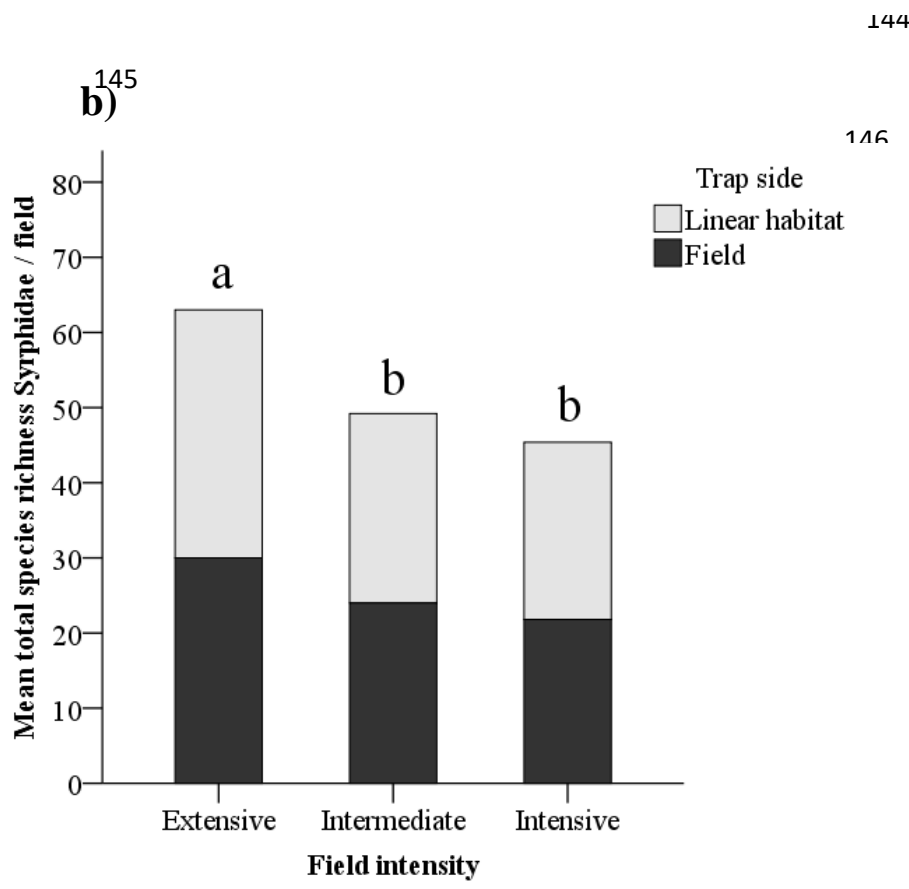 144
145
b)
146
Trap side
Linear habitat
Field
Mean total species richness Syrphidae / field
80
70
60
50
40
30
20
10
0
a
b
b
Extensive Intermediate Intensive
Field intensity